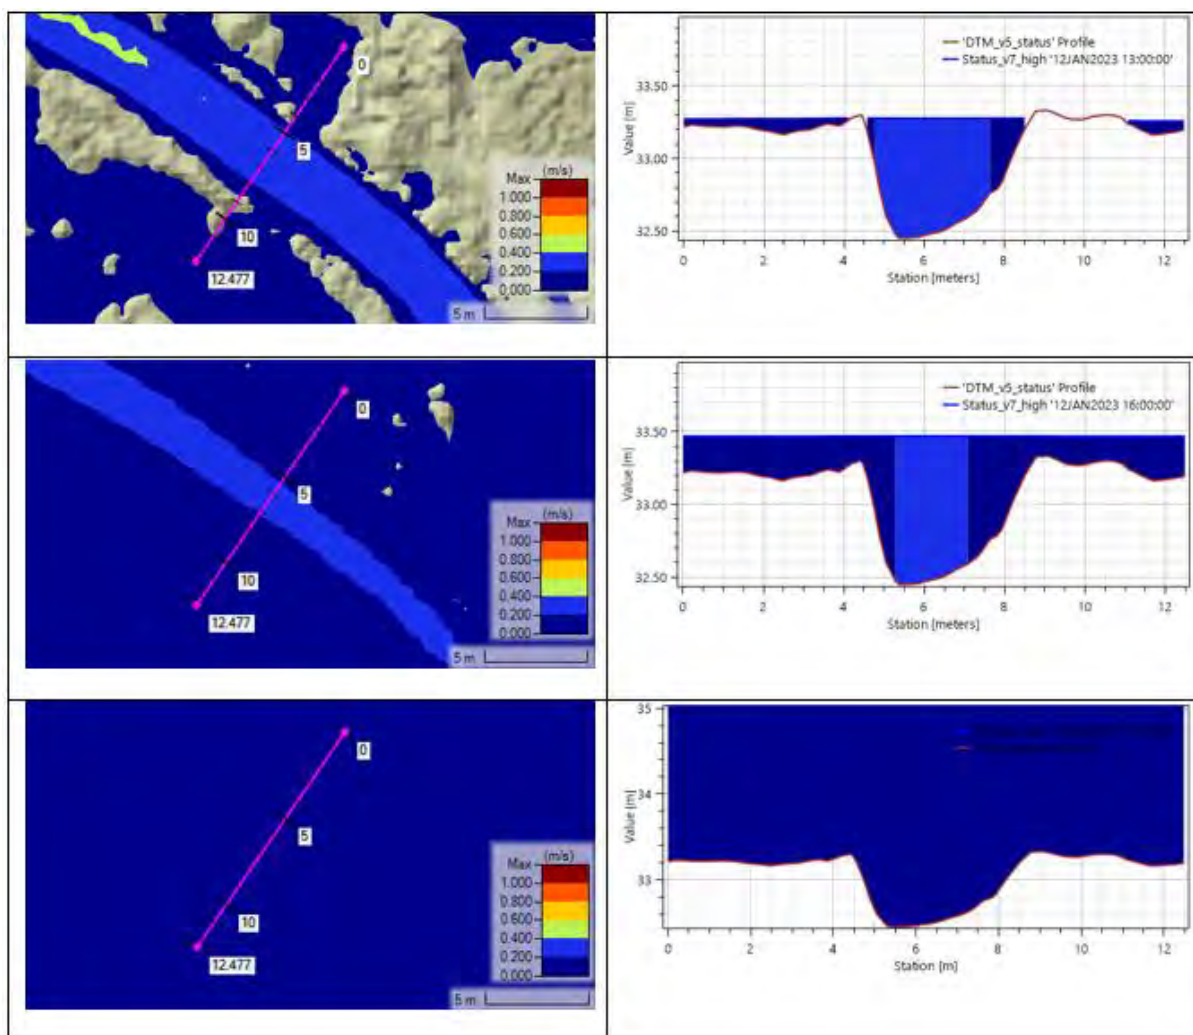 0
5
10
12.477
(m/s)
Max
1.000
0.800
0.600
0.400
0.200
0.000
5 m
'DTM_v5_status' Profile
Status_v7_high '12JAN2023 13:00:00'
Value [m]
33.50
33.00
32.50
0 2 4 6 8 10 12
Station [meters]
0
5
10
12.477
(m/s)
Max
1.000
0.800
0.600
0.400
0.200
0.000
5 m
'DTM_v5_status' Profile
Status_v7_high '12JAN2023 16:00:00'
Value [m]
33.50
33.00
32.50
0 2 4 6 8 10 12
Station [meters]
0
5
10
12.477
(m/s)
Max
1.000
0.800
0.600
0.400
0.200
0.000
5 m
Value [m]
35
34
33
0 2 4 6 8 10 12
Station [m]